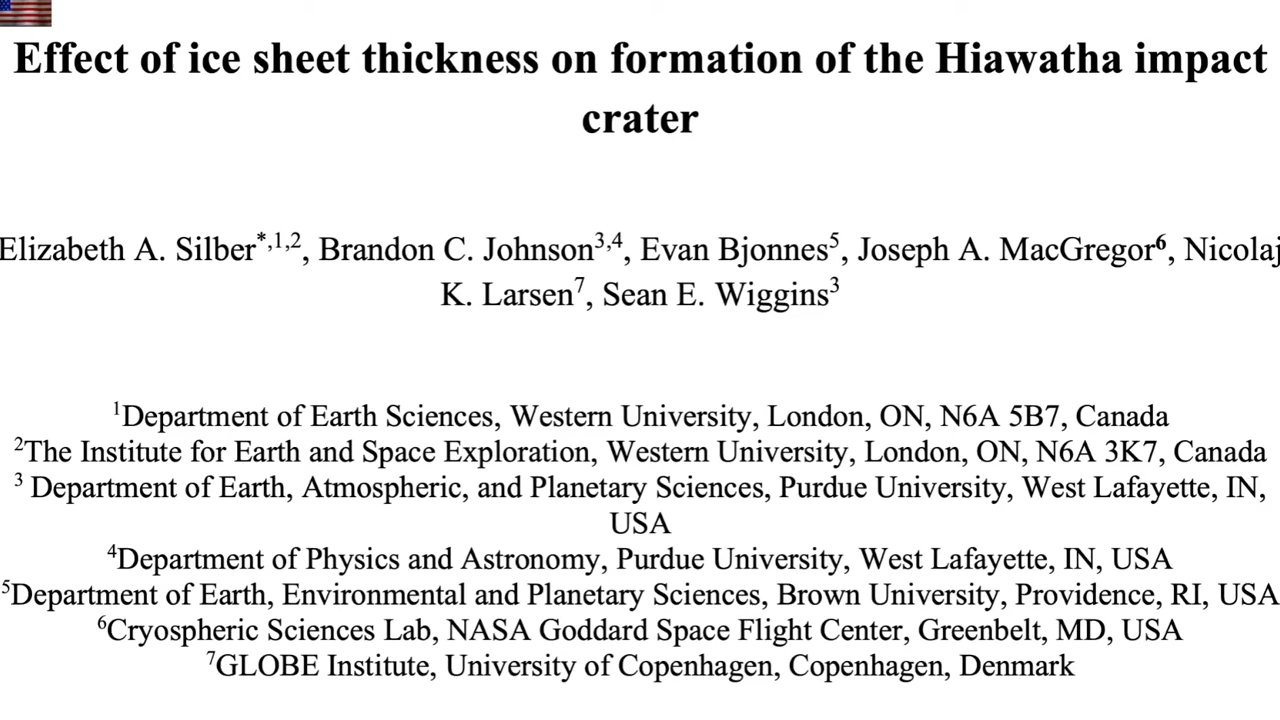 Effect of ice sheet thickness on formation of the Hiawatha impact
crater
Elizabeth A. Silber*,1,2, Brandon C. Johnson3,4, Evan Bjonnes5, Joseph A. MacGregor6, Nicolaj
K. Larsen7, Sean E. Wiggins3
1Department of Earth Sciences, Western University, London, ON, N6A 5B7, Canada
2The Institute for Earth and Space Exploration, Western University, London, ON, N6A 3K7, Canada
3 Department of Earth, Atmospheric, and Planetary Sciences, Purdue University, West Lafayette, IN,
USA
4Department of Physics and Astronomy, Purdue University, West Lafayette, IN, USA
5Department of Earth, Environmental and Planetary Sciences, Brown University, Providence, RI, USA
6Cryospheric Sciences Lab, NASA Goddard Space Flight Center, Greenbelt, MD, USA
7GLOBE Institute, University of Copenhagen, Copenhagen, Denmark